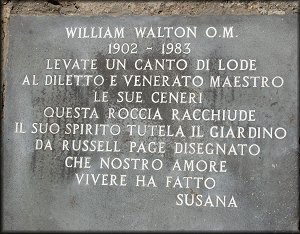 WILLIAM WALTON O.M.
1902 - 1983
LEVATE UN CANTO DI LODE
AL DILETTO E VENERATO MAESTRO
LE SUE CENERI
QUESTA ROCCIA RACCHIUDE
IL SUO SPIRITO TUTELA IL GIARDINO
DA RUSSELL PAGE DISEGNATO
CHE NOSTRO AMORE
VIVERE HA FATTO
SUSANA